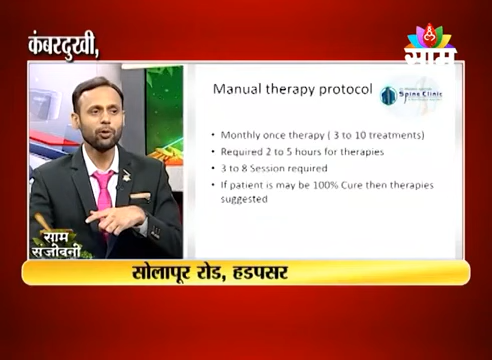 कंबरदुखी,
साम
Manual therapy protocol
Spine Clinic
• Monthly once therapy ( 3 to 10 treatments)
• Required 2 to 5 hours for therapies
• 3 to 8 Session required
• If patient is may be 100% Cure then therapies
suggested
साम
संजीवनी
सोलापूर रोड, हडपसर